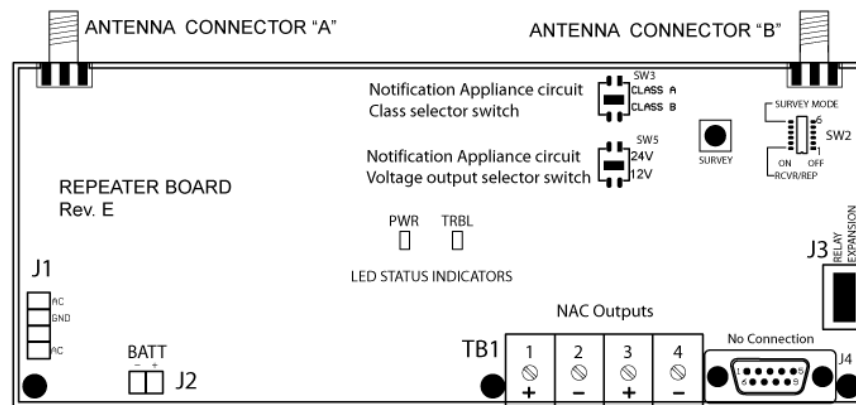 ANTENNA CONNECTOR "A"
ANTENNA CONNECTOR "B"
Notification Appliance circuit
Class selector switch
SW3
CLASS A
CLASS B
SURVEY MODE
6
SW2
1
ON OFF
RCVR/REP
SURVEY
Notification Appliance circuit
Voltage output selector switch
SW5
24V
12V
REPEATER BOARD
Rev. E
PWR TRBL
LED STATUS INDICATORS
J3
RELAY
EXPANSION
J1
AC
GND
AC
BATT
− +
J2
NAC Outputs
TB1
1 2 3 4
+ − + −
No Connection
J4
1 5
6 9